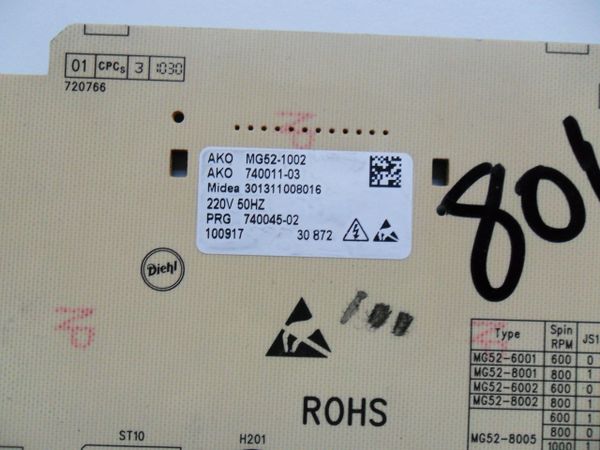 01 CPCs 3 1030
720766
AKO MG52-1002
AKO 740011-03
Midea 301311008016
220V 50HZ
PRG 740045-02
100917 30 872
Diehl
100
ROHS
Type Spin RPM JS1
MG52-6001 600 0
MG52-8001 800 1
MG52-6002 600 0
MG52-8002 800 1
MG52-8005 600 1
800 0
1000 1
ST10
H201